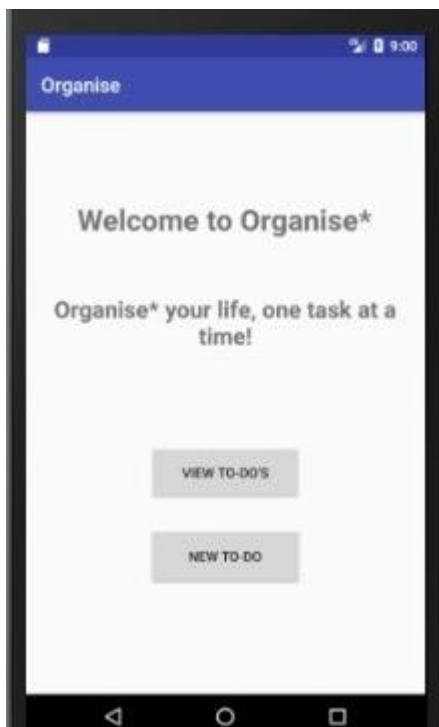 9:00
Organise
Welcome to Organise*
Organise* your life, one task at a
time!
VIEW TO-DO'S
NEW TO-DO